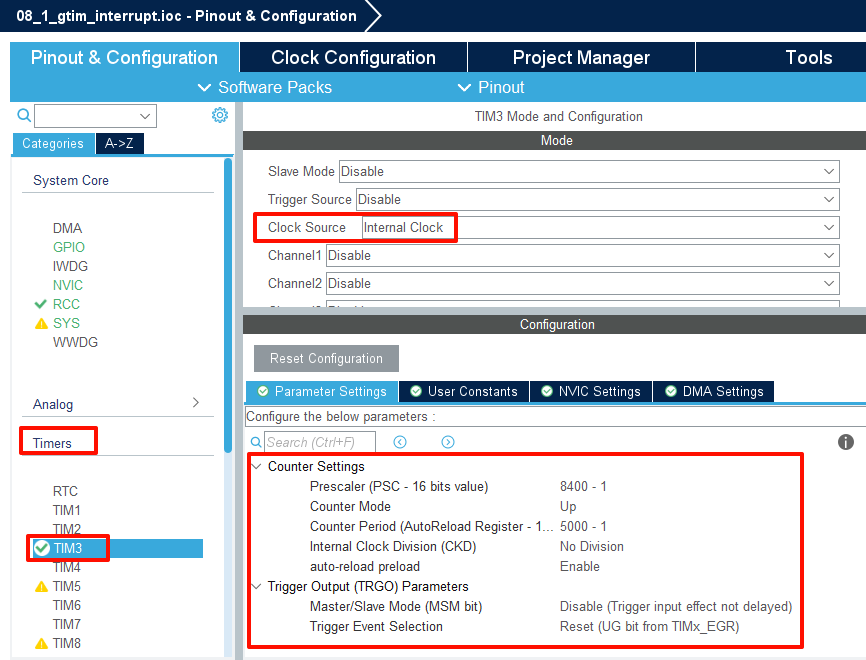 08_1_gtim_interrupt.ioc - Pinout & Configuration
Pinout & Configuration Clock Configuration Project Manager Tools
Software Packs Pinout
Categories A->Z
System Core
DMA
GPIO
IWDG
NVIC
RCC
SYS
WWDG
Analog
Timers
RTC
TIM1
TIM2
TIM3
TIM4
TIM5
TIM6
TIM7
TIM8
TIM3 Mode and Configuration
Mode
Slave Mode Disable
Trigger Source Disable
Clock Source Internal Clock
Channel1 Disable
Channel2 Disable
Configuration
Reset Configuration
Parameter Settings User Constants NVIC Settings DMA Settings
Configure the below parameters :
Search (Ctrl+F)
Counter Settings
Prescaler (PSC - 16 bits value) 8400 - 1
Counter Mode Up
Counter Period (AutoReload Register - 1... 5000 - 1
Internal Clock Division (CKD) No Division
auto-reload preload Enable
Trigger Output (TRGO) Parameters
Master/Slave Mode (MSM bit) Disable (Trigger input effect not delayed)
Trigger Event Selection Reset (UG bit from TIMx_EGR)